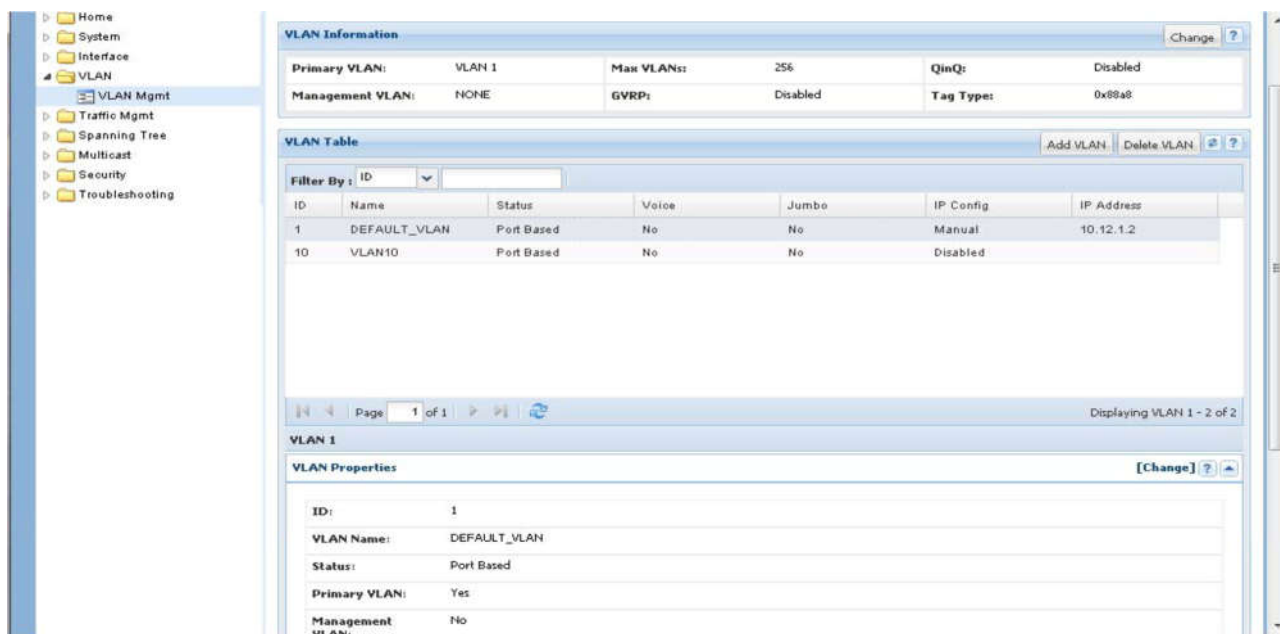 Home
System
Interface
VLAN
VLAN Mgmt
Traffic Mgmt
Spanning Tree
Multicast
Security
Troubleshooting
VLAN Information Change ?
Primary VLAN: VLAN 1 Max VLANs: 256 QinQ: Disabled
Management VLAN: NONE GVRP: Disabled Tag Type: 0x88a8
VLAN Table Add VLAN Delete VLAN ?
Filter By: ID
ID Name Status Voice Jumbo IP Config IP Address
1 DEFAULT_VLAN Port Based No No Manual 10.12.1.2
10 VLAN10 Port Based No No Disabled
Page 1 of 1 Displaying VLAN 1 - 2 of 2
VLAN 1
VLAN Properties [Change] ?
ID: 1
VLAN Name: DEFAULT_VLAN
Status: Port Based
Primary VLAN: Yes
Management No
VLAN: